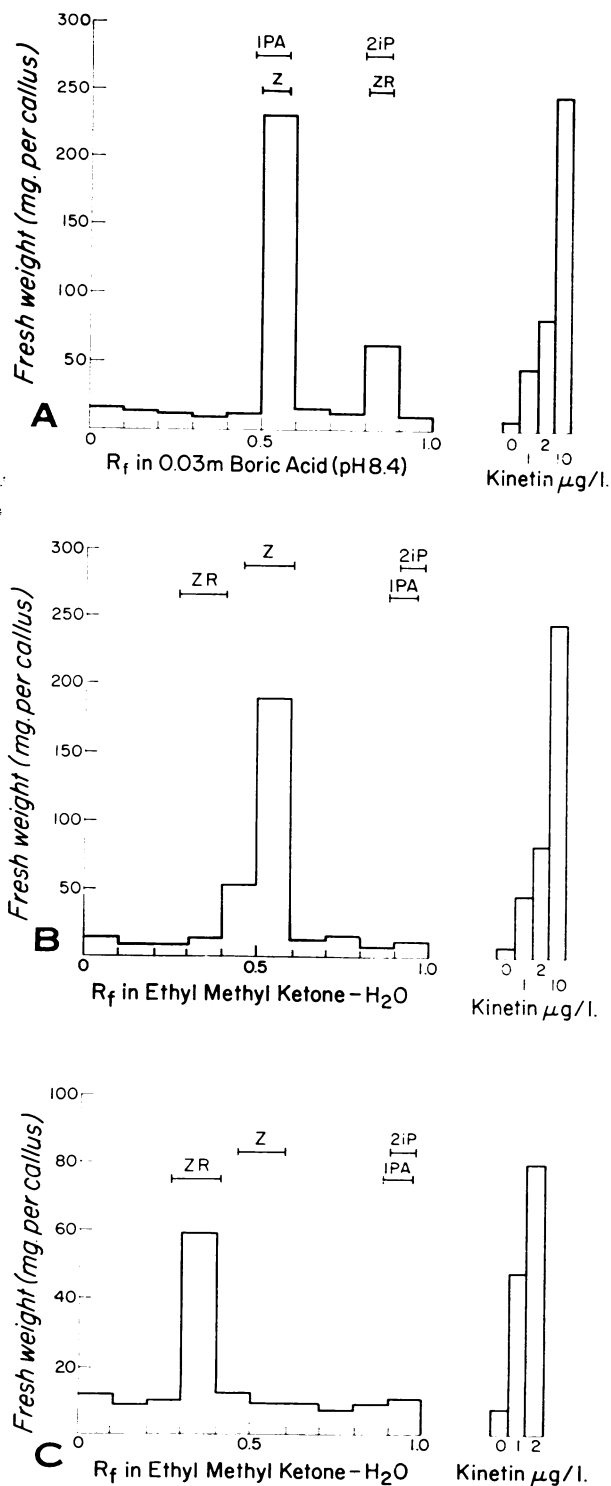 300
250
200
150
100
50
Fresh weight (mg. per callus)
IPA
Z
2iP
ZR
A
0 0.5 1.0
Rf in 0.03m Boric Acid (pH 8.4)
0 1 2 10
Kinetin μg/l.
300
250
200
150
100
50
Fresh weight (mg. per callus)
ZR
Z
2iP
IPA
B
0 0.5 1.0
Rf in Ethyl Methyl Ketone-H2O
0 1 2 10
Kinetin μg/l.
100
80
60
40
20
Fresh weight (mg. per callus)
ZR
Z
2iP
IPA
C
0 0.5 1.0
Rf in Ethyl Methyl Ketone-H2O
0 1 2
Kinetin μg/l.